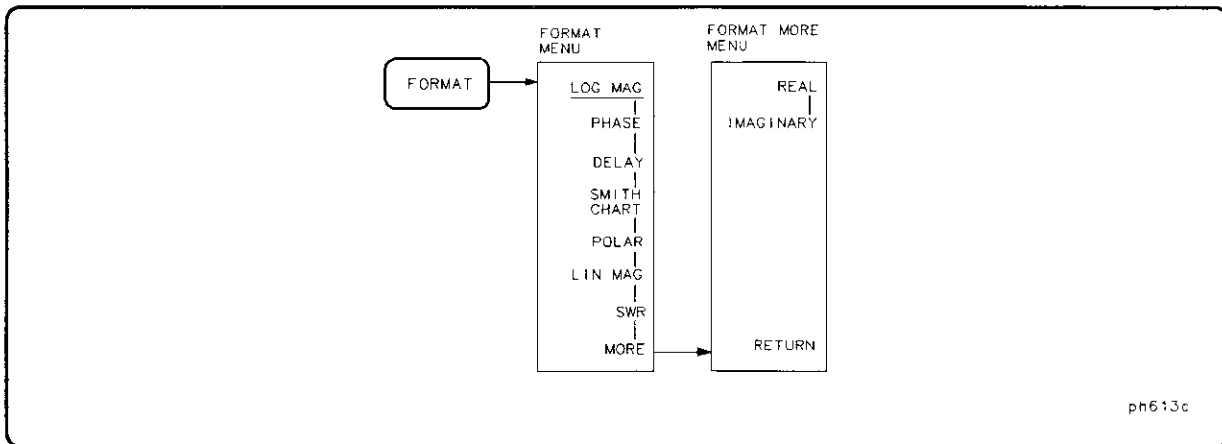 FORMAT
FORMAT
MENU
LOG MAG
PHASE
DELAY
SMITH
CHART
POLAR
LIN MAG
SWR
MORE
FORMAT MORE
MENU
REAL
IMAGINARY
RETURN
ph613c